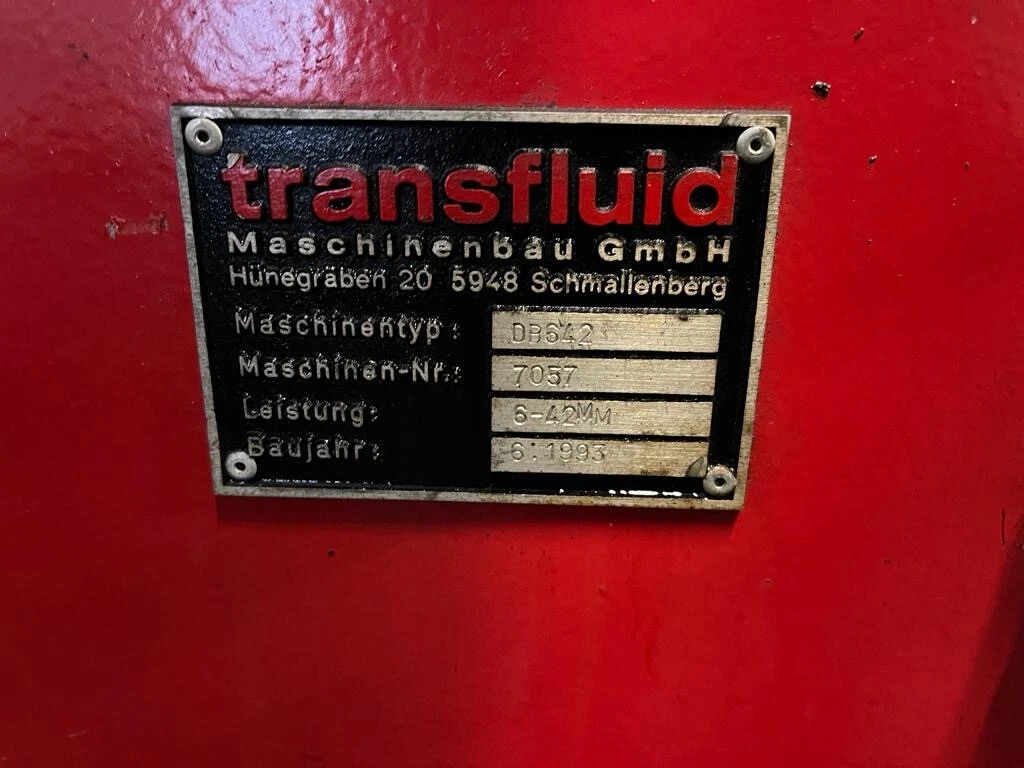 transfluid
Maschinenbau GmbH
Hünegräben 20 5948 Schmallenberg
Maschinentyp: DB642
Maschinen-Nr.: 7057
Leistung: 6-42MM
Baujahr: 6.1993